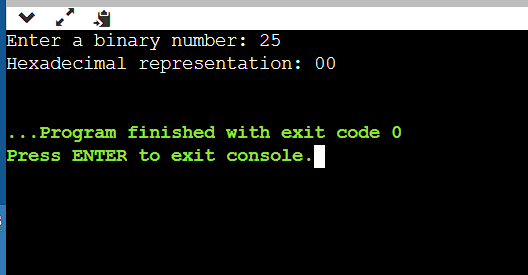 Enter a binary number: 25
Hexadecimal representation: 00
...Program finished with exit code 0
Press ENTER to exit console.